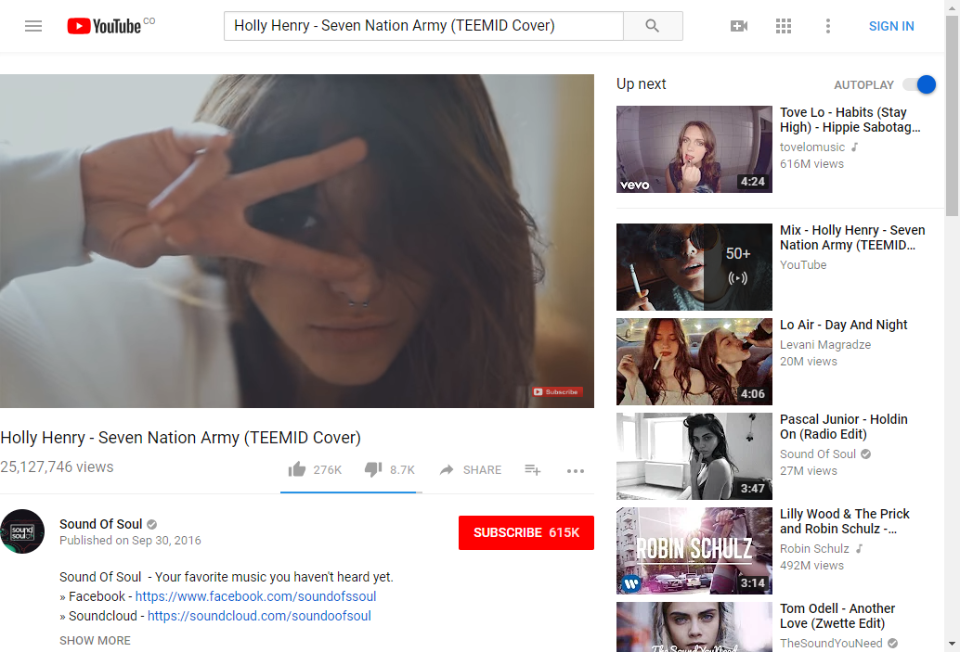 YouTube CO
Holly Henry - Seven Nation Army (TEEMID Cover)
SIGN IN
Subscribe
Holly Henry - Seven Nation Army (TEEMID Cover)
25,127,746 views
276K
8.7K
SHARE
sound
soul
Sound Of Soul
Published on Sep 30, 2016
SUBSCRIBE 615K
Sound Of Soul - Your favorite music you haven't heard yet.
» Facebook - https://www.facebook.com/soundofssoul
» Soundcloud - https://soundcloud.com/soundoofsoul
SHOW MORE
Up next
AUTOPLAY
vevo
4:24
Tove Lo - Habits (Stay
High) - Hippie Sabotag...
tovelomusic
616M views
50+
Mix - Holly Henry - Seven
Nation Army (TEEMID...
YouTube
4:06
Lo Air - Day And Night
Levani Magradze
20M views
3:47
Pascal Junior - Holdin
On (Radio Edit)
Sound Of Soul
27M views
ROBIN SCHULZ
3:14
Lilly Wood & The Prick
and Robin Schulz -...
Robin Schulz
492M views
TheSoundYouNeed
Tom Odell - Another
Love (Zwette Edit)
TheSoundYouNeed